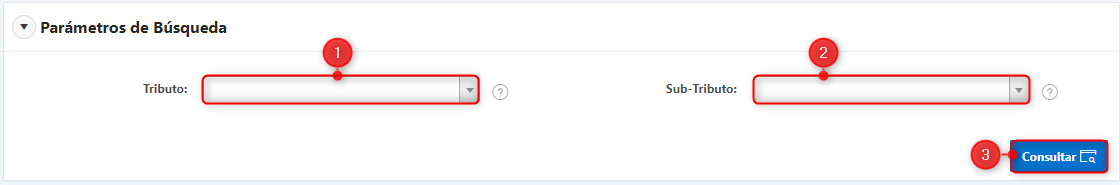 Parámetros de Búsqueda
1
2
Tributo: ?
Sub-Tributo: ?
3
Consultar